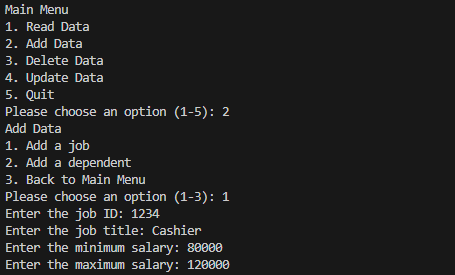 Main Menu
1. Read Data
2. Add Data
3. Delete Data
4. Update Data
5. Quit
Please choose an option (1-5): 2
Add Data
1. Add a job
2. Add a dependent
3. Back to Main Menu
Please choose an option (1-3): 1
Enter the job ID: 1234
Enter the job title: Cashier
Enter the minimum salary: 80000
Enter the maximum salary: 120000